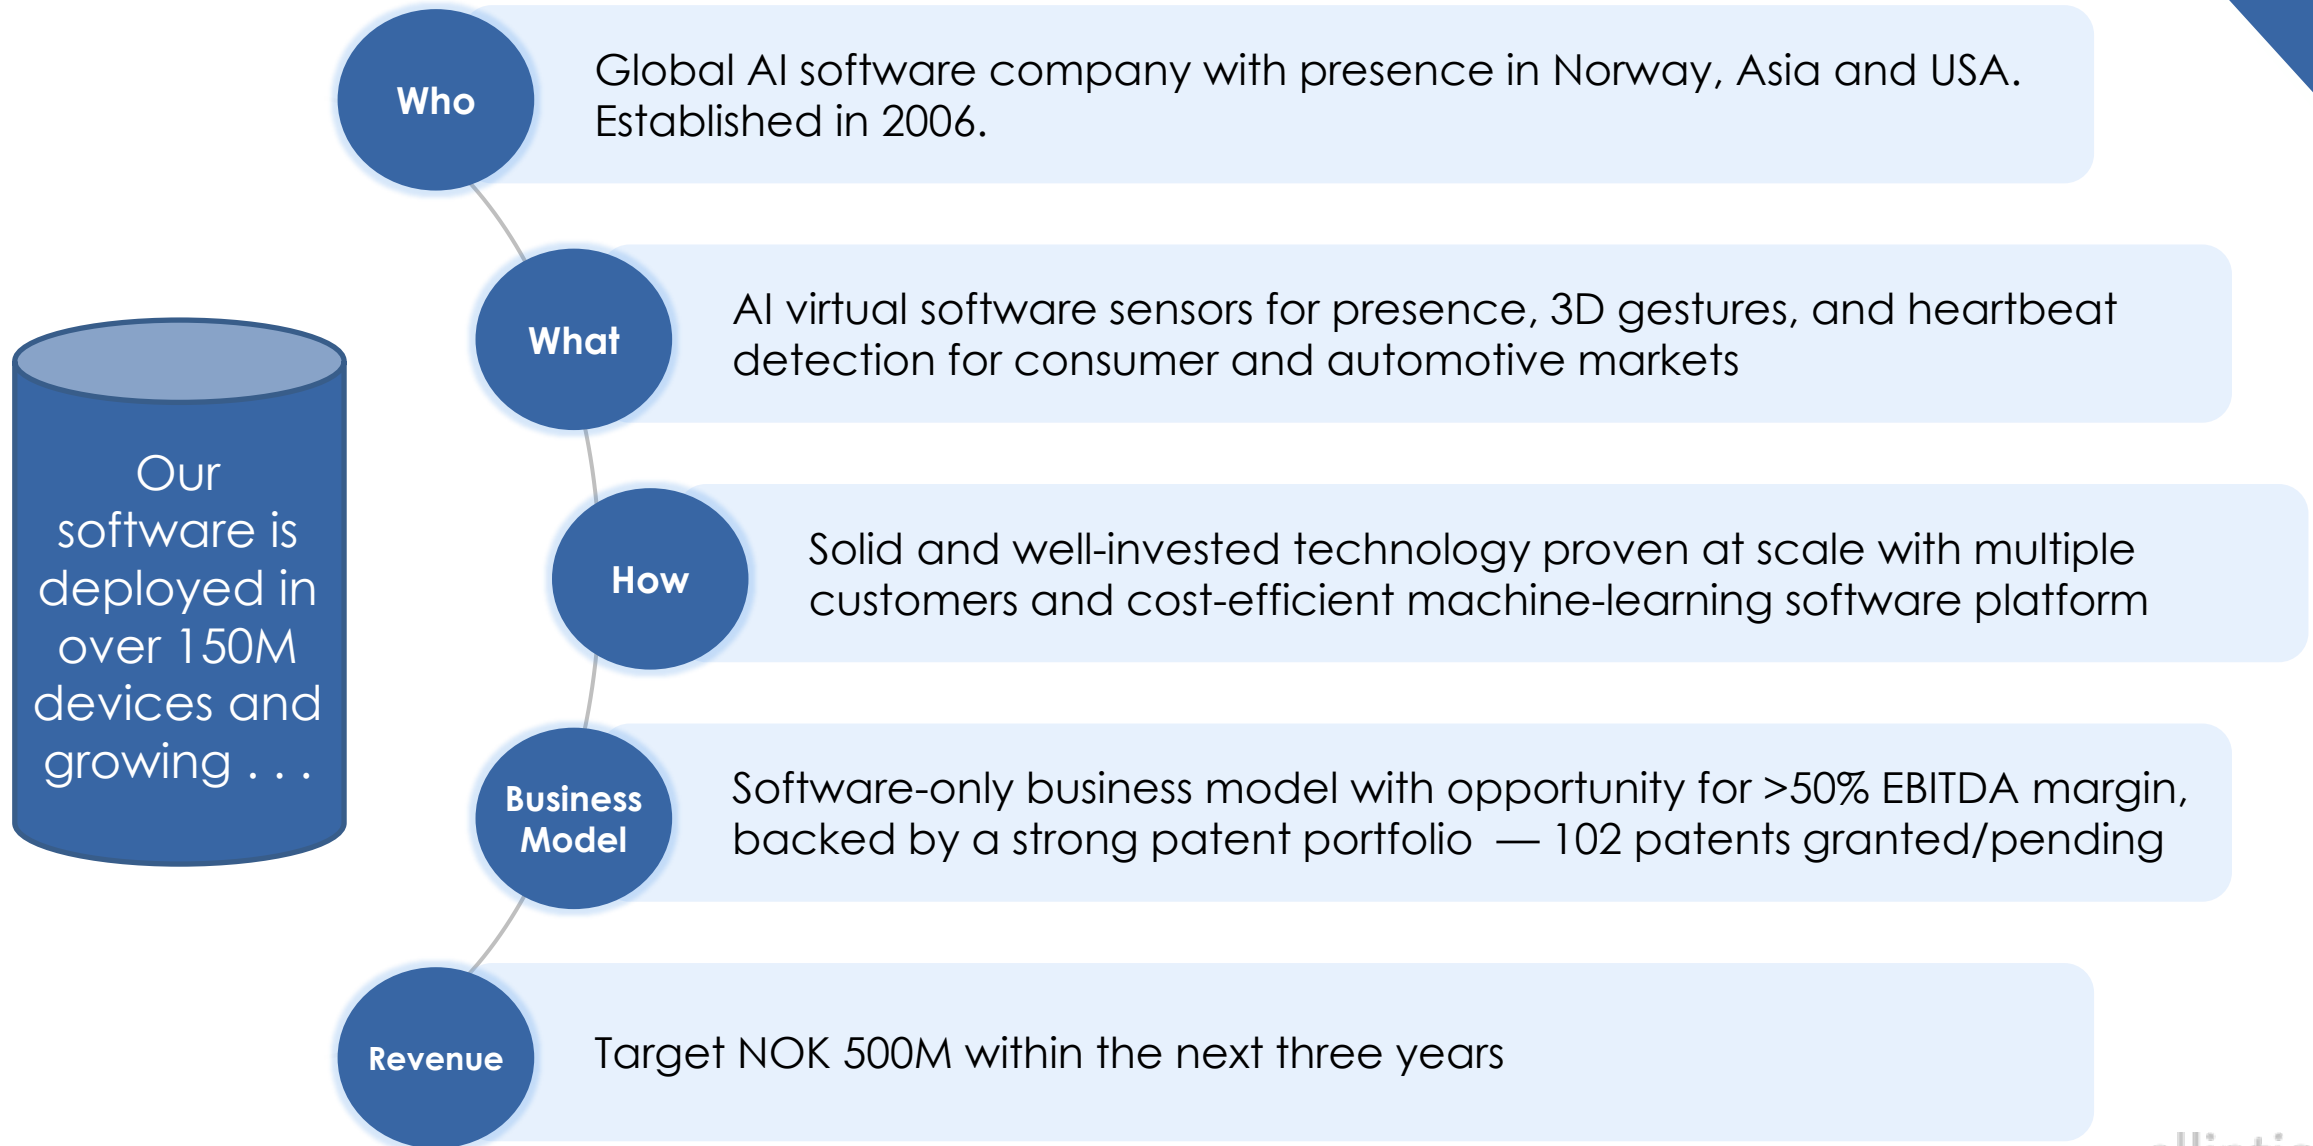 Who
Global AI software company with presence in Norway, Asia and USA.
Established in 2006.
What
AI virtual software sensors for presence, 3D gestures, and heartbeat
detection for consumer and automotive markets
Our
software is
deployed in
over 150M
devices and
growing . . .
How
Solid and well-invested technology proven at scale with multiple
customers and cost-efficient machine-learning software platform
Business
Model
Software-only business model with opportunity for >50% EBITDA margin,
backed by a strong patent portfolio — 102 patents granted/pending
Revenue
Target NOK 500M within the next three years